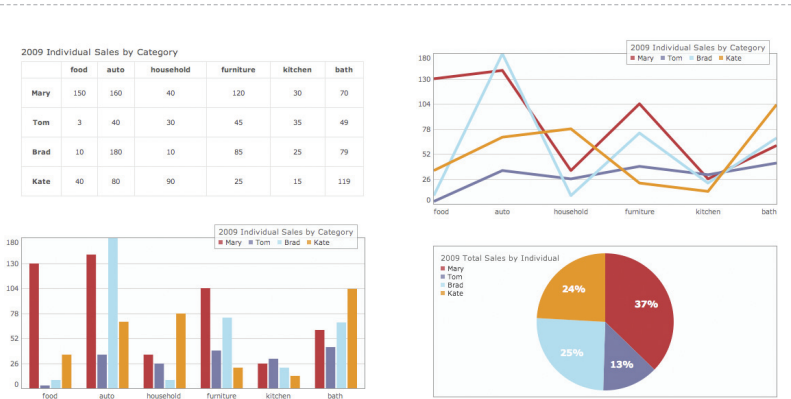 2009 Individual Sales by Category
food auto household furniture kitchen bath
Mary 150 160 40 120 30 70
Tom 3 40 30 45 35 49
Brad 10 180 10 85 25 79
Kate 40 80 90 25 15 119
2009 Individual Sales by Category
Mary Tom Brad Kate
180
130
104
78
52
26
0
food auto household furniture kitchen bath
2009 Individual Sales by Category
Mary Tom Brad Kate
180
130
104
78
52
26
0
food auto household furniture kitchen bath
2009 Total Sales by Individual
Mary
Tom
Brad
Kate
24%
37%
25%
13%